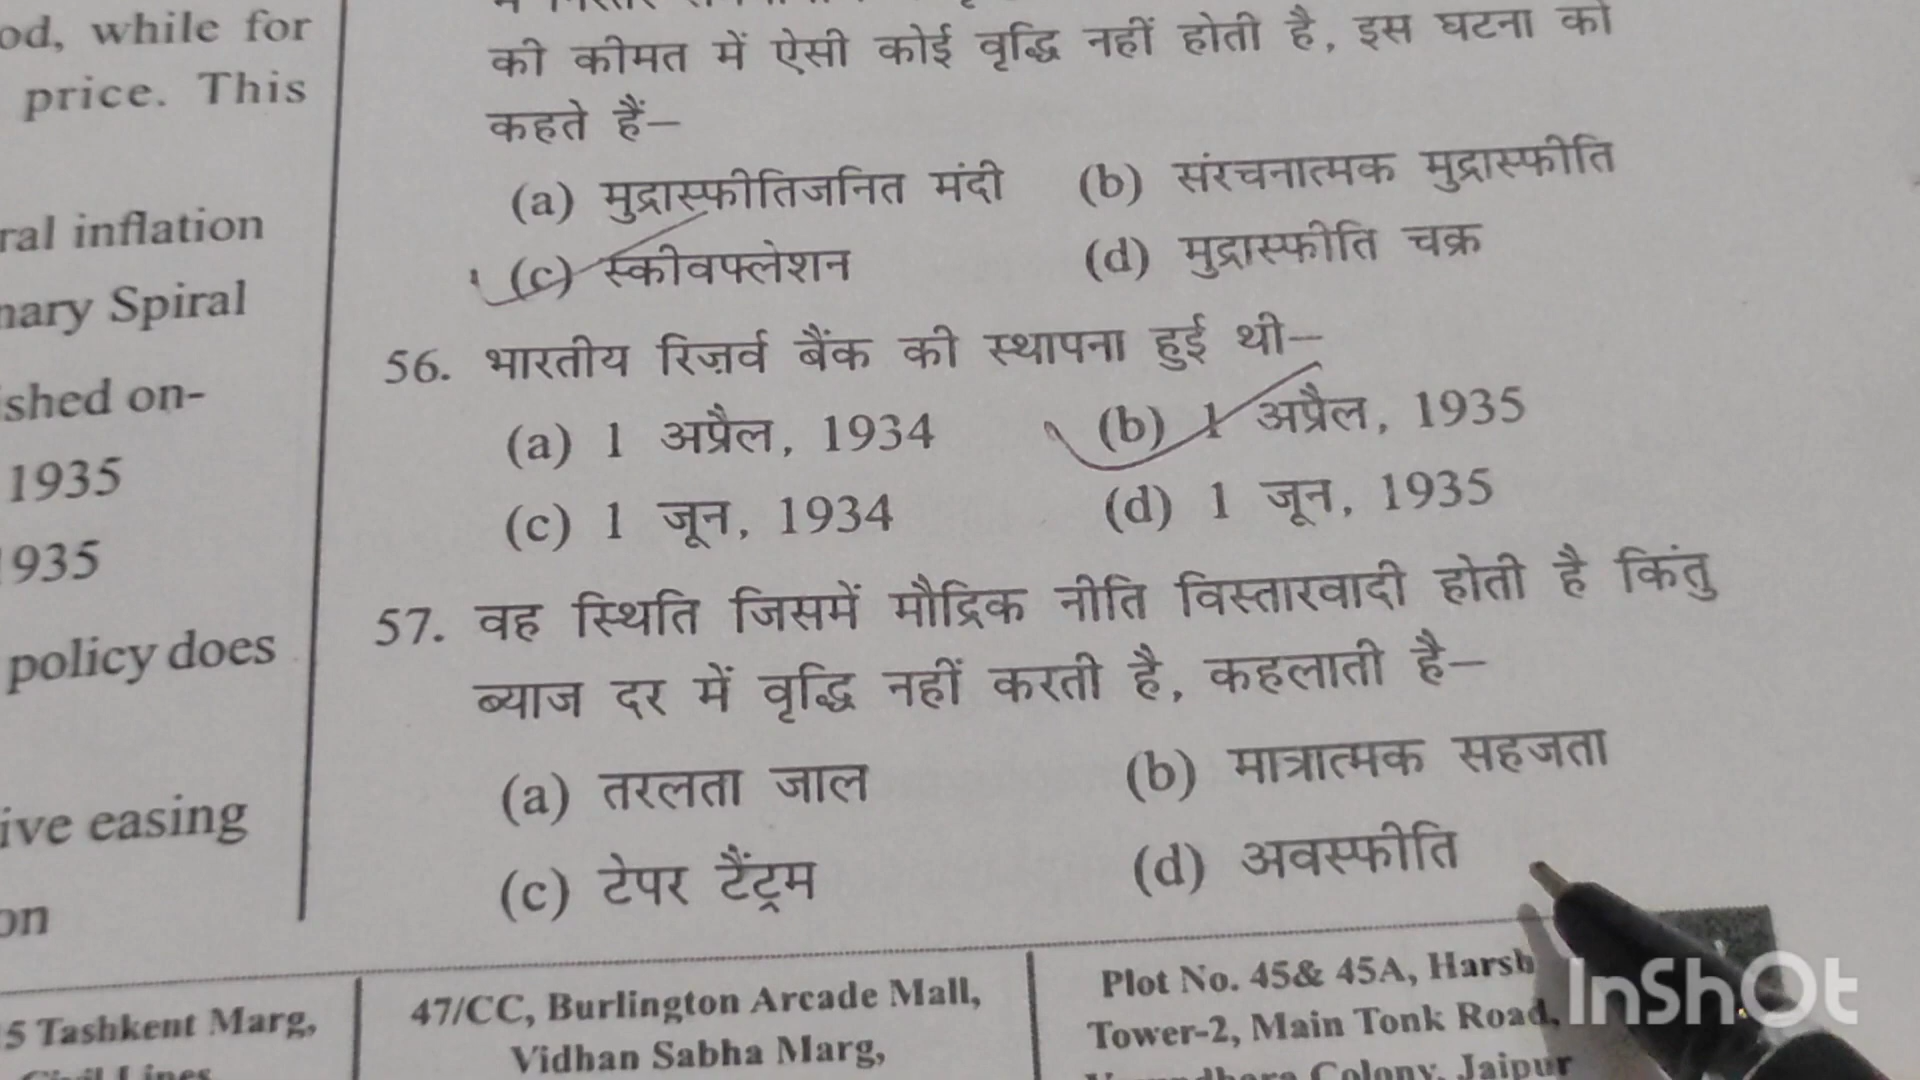 od, while for
price. This
ral inflation
nary Spiral
shed on-
1935
1935
policy does
ive easing
on
की कीमत में ऐसी कोई वृद्धि नहीं होती है, इस घटना को
कहते हैं–
(a) मुद्रास्फीतिजनित मंदी (b) संरचनात्मक मुद्रास्फीति
(c) स्कीवफ्लेशन (d) मुद्रास्फीति चक्र
56. भारतीय रिज़र्व बैंक की स्थापना हुई थी–
(a) 1 अप्रैल, 1934 (b) 1 अप्रैल, 1935
(c) 1 जून, 1934 (d) 1 जून, 1935
57. वह स्थिति जिसमें मौद्रिक नीति विस्तारवादी होती है किंतु
ब्याज दर में वृद्धि नहीं करती है, कहलाती है–
(a) तरलता जाल (b) मात्रात्मक सहजता
(c) टेपर टैंट्रम (d) अवस्फीति
5 Tashkent Marg,
47/CC, Burlington Arcade Mall,
Vidhan Sabha Marg,
Plot No. 45& 45A, Harsh
Tower-2, Main Tonk Road,
Colony, Jaipur
InShOt